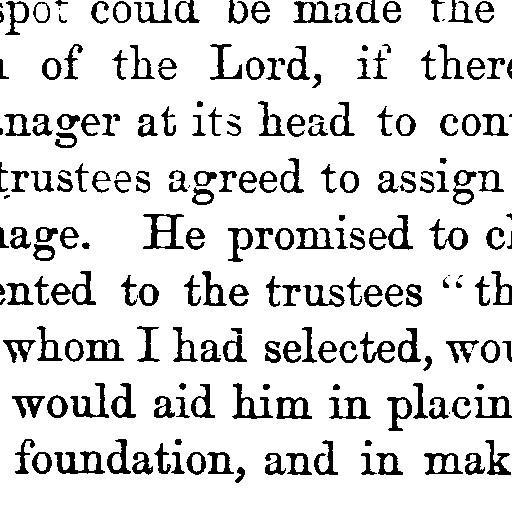 spot could be made the
of the Lord, if there
nager at its head to con
trustees agreed to assign
nage. He promised to cl
ented to the trustees “th
whom I had selected, wou
would aid him in placin
foundation, and in mak